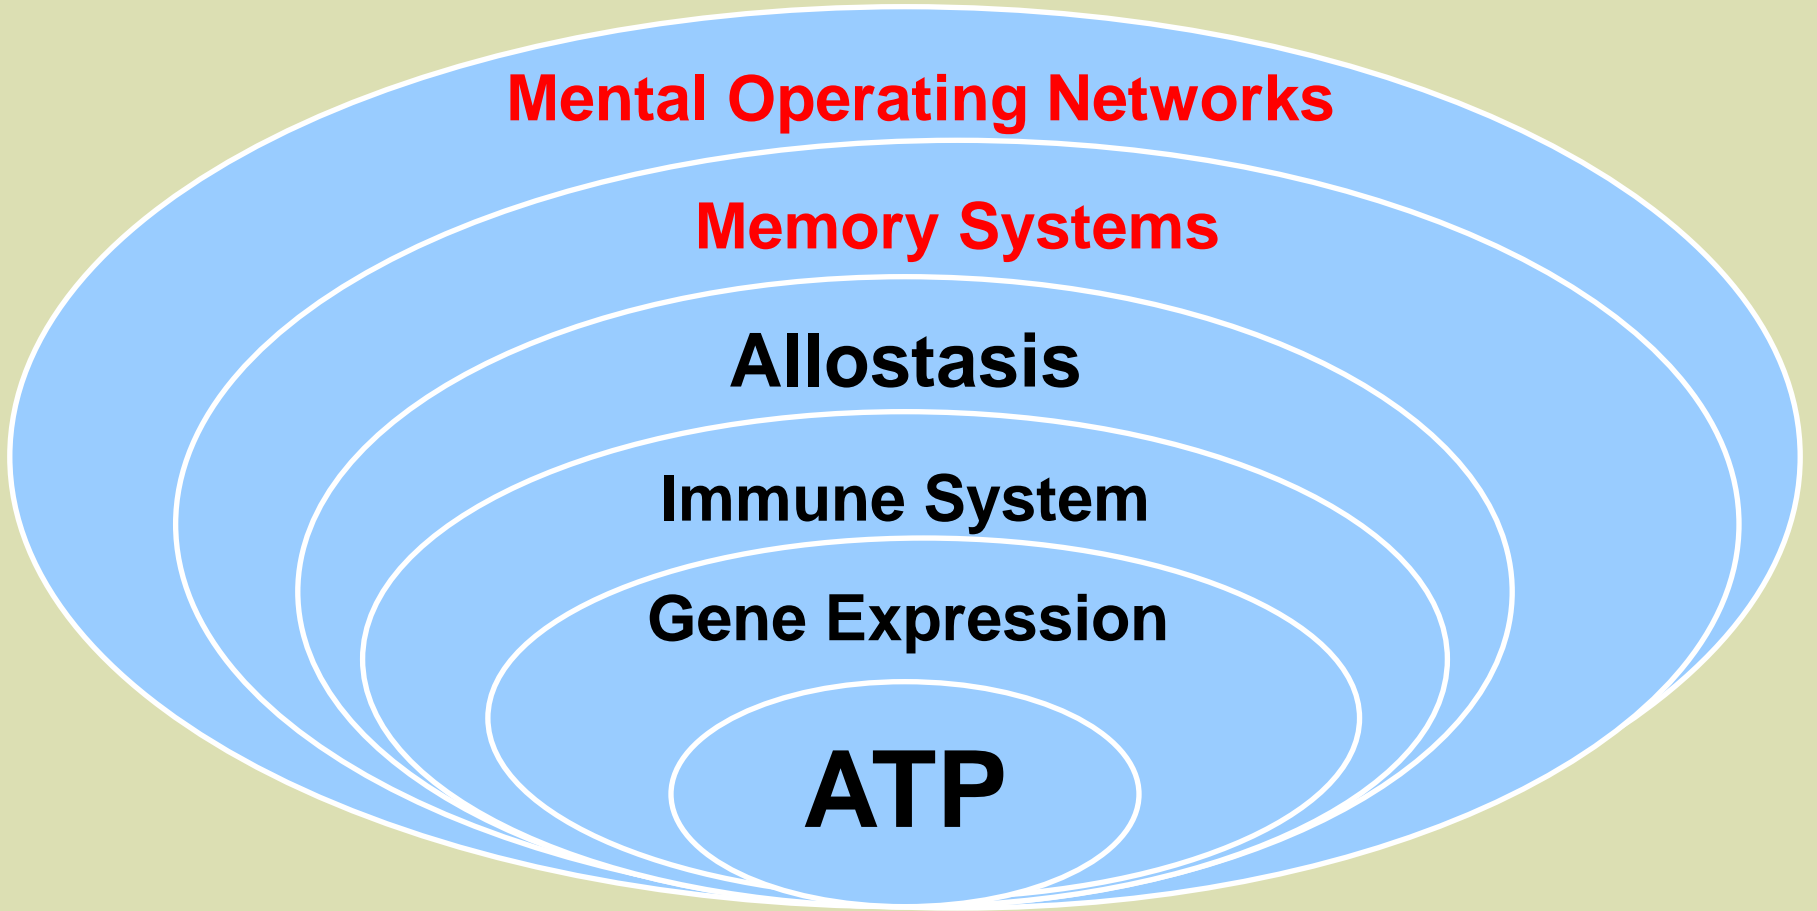 Mental Operating Networks
Memory Systems
Allostasis
Immune System
Gene Expression
ATP